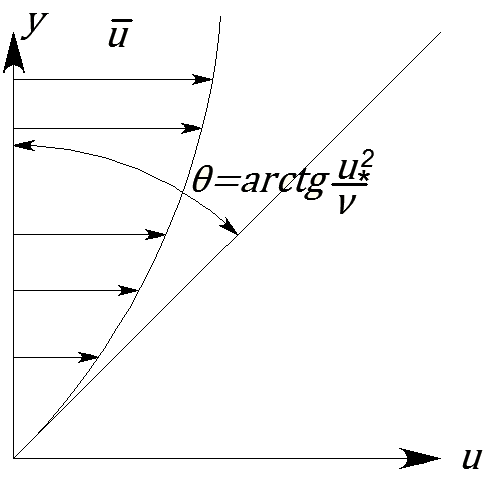 y
u̅
θ=arctg u*²/ν
u